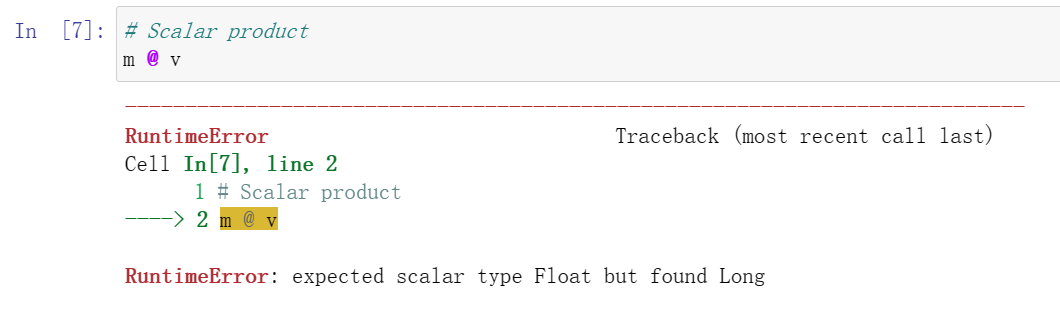 In [7]: # Scalar product
m @ v
---------------------------------------------------------------------------
RuntimeError Traceback (most recent call last)
Cell In[7], line 2
1 # Scalar product
----> 2 m @ v
RuntimeError: expected scalar type Float but found Long